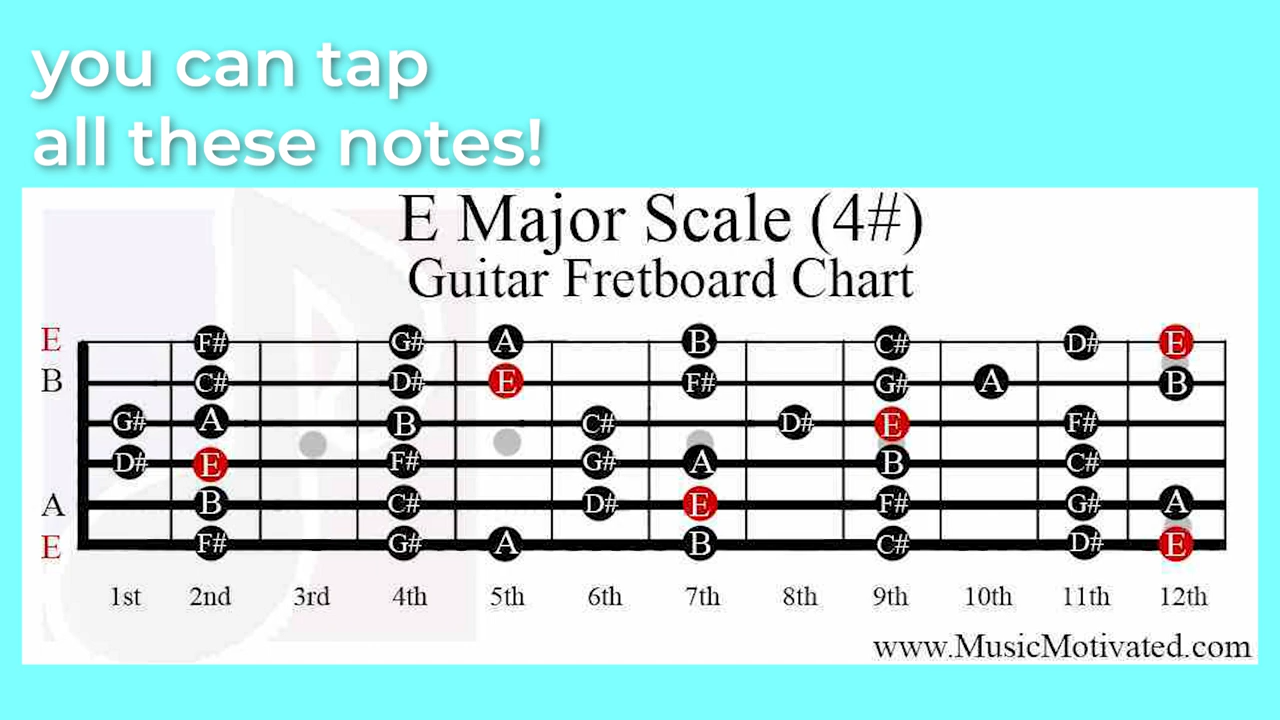 you can tap
all these notes!
E Major Scale (4#)
Guitar Fretboard Chart
E F# G# A B C# D# E
B C# D# E F# G# A B
G# A B C# D# E F#
D# E F# G# A B C#
A B C# D# E F# G# A
E F# G# A B C# D# E
1st 2nd 3rd 4th 5th 6th 7th 8th 9th 10th 11th 12th
www.MusicMotivated.com